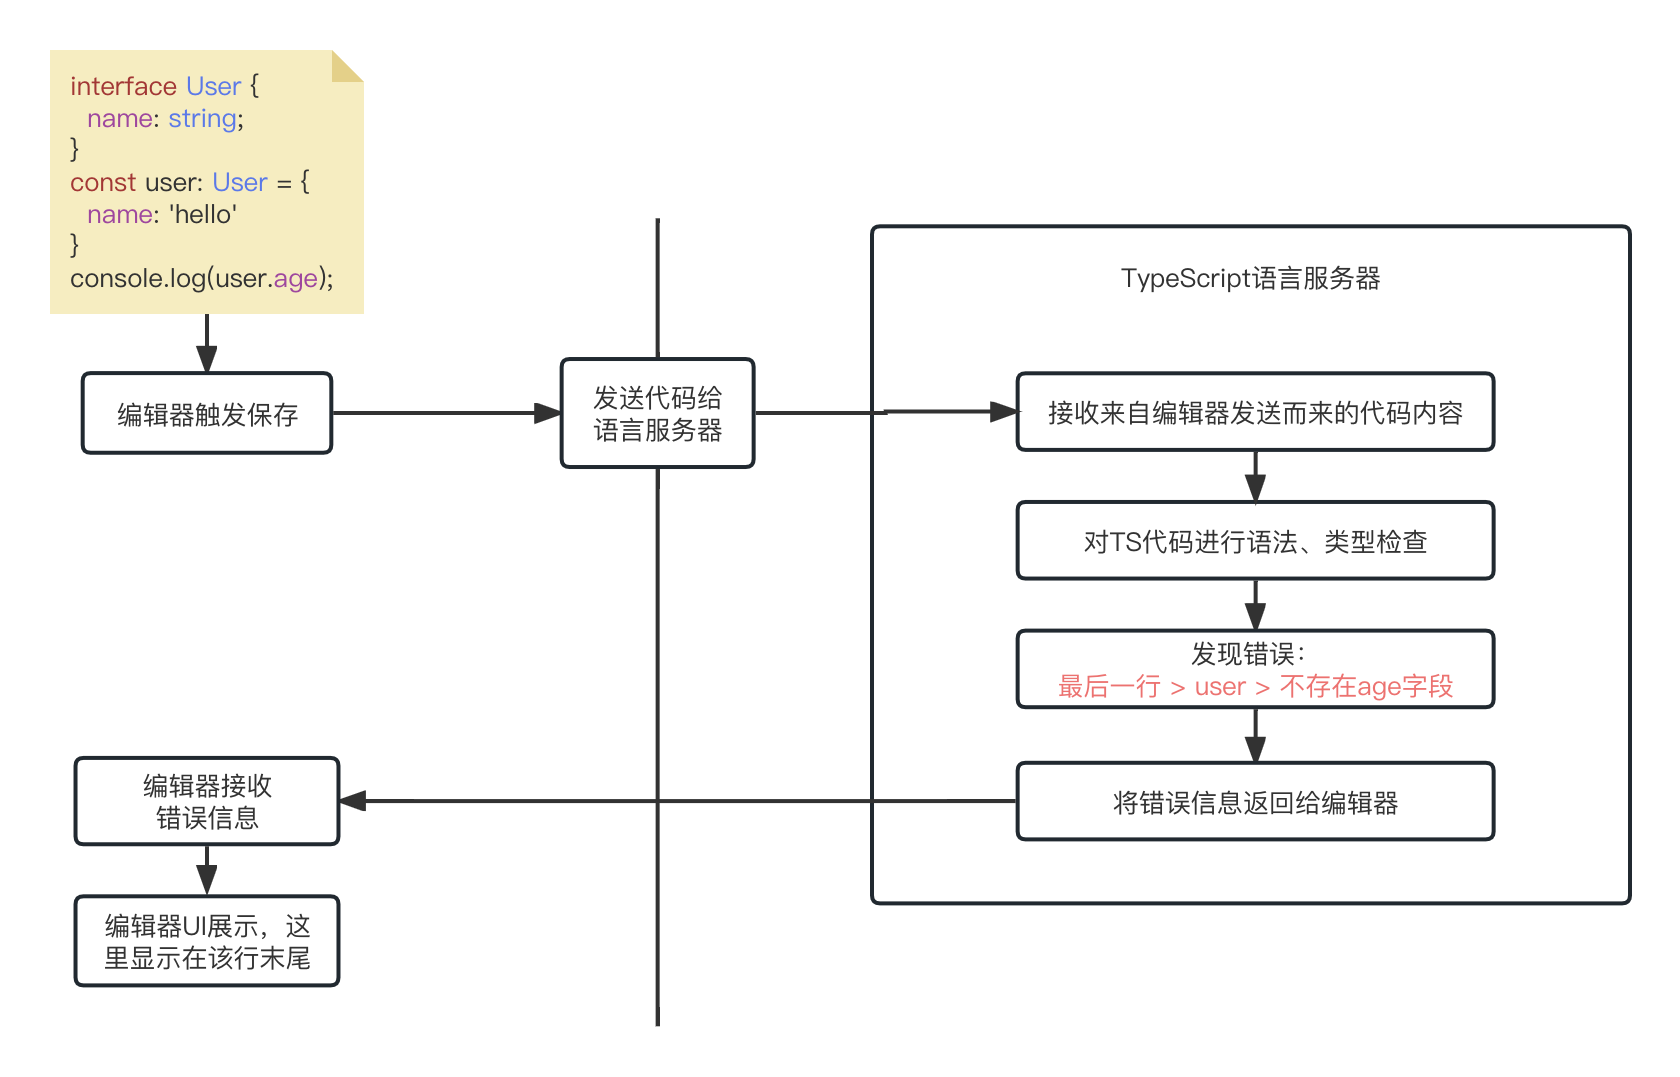 interface User {
  name: string;
}
const user: User = {
  name: 'hello'
}
console.log(user.age);
编辑器触发保存
发送代码给
语言服务器
TypeScript语言服务器
接收来自编辑器发送而来的代码内容
对TS代码进行语法、类型检查
发现错误：
最后一行 > user > 不存在age字段
将错误信息返回给编辑器
编辑器接收
错误信息
编辑器UI展示，这
里显示在该行末尾